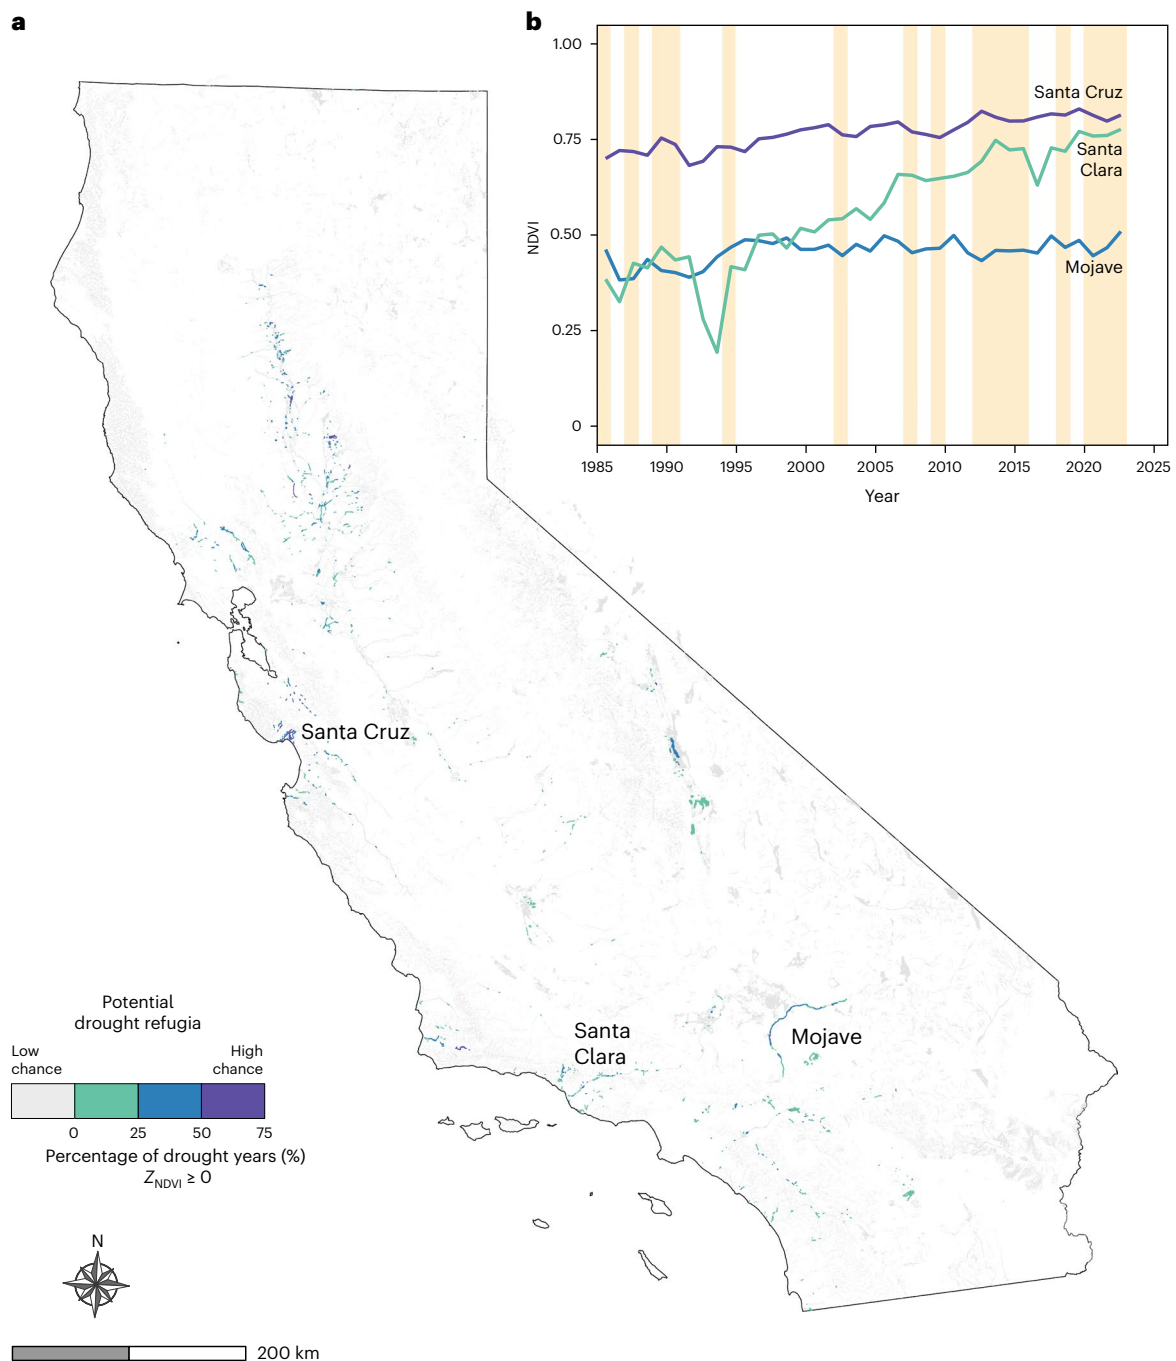 a
b
1.00
0.75
0.50
0.25
0
NDVI
Santa Cruz
Santa
Clara
Mojave
1985 1990 1995 2000 2005 2010 2015 2020 2025
Year
Santa Cruz
Santa
Clara
Mojave
Potential
drought refugia
Low
chance
High
chance
0 25 50 75
Percentage of drought years (%)
Z_NDVI ≥ 0
N
200 km